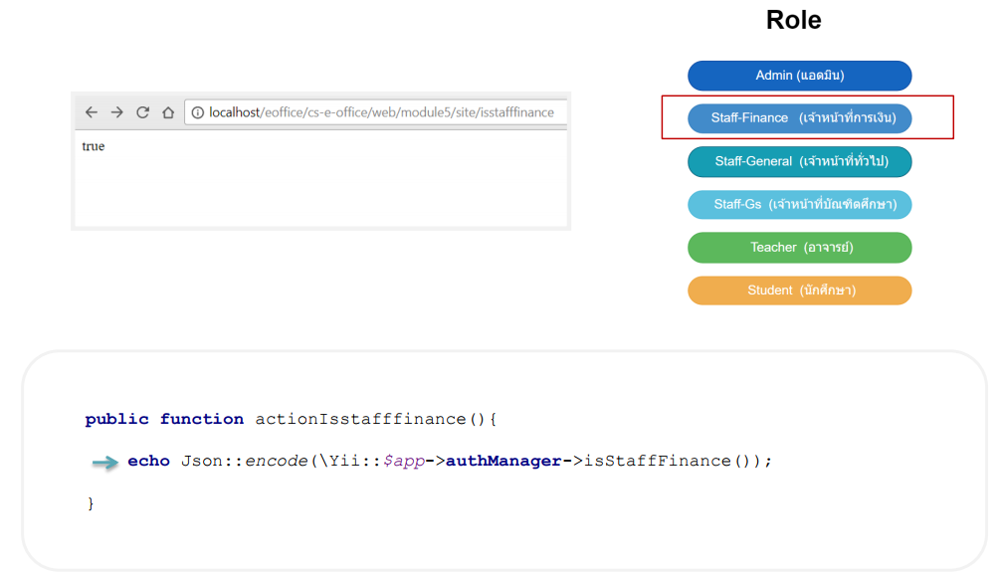 Role
Admin (แอดมิน)
Staff-Finance (เจ้าหน้าที่การเงิน)
Staff-General (เจ้าหน้าที่ทั่วไป)
Staff-Gs (เจ้าหน้าที่บัณฑิตศึกษา)
Teacher (อาจารย์)
Student (นักศึกษา)
localhost/eoffice/cs-e-office/web/module5/site/isstafffinance
true
public function actionIsstafffinance(){
echo Json::encode(\Yii::$app->authManager->isStaffFinance());
}